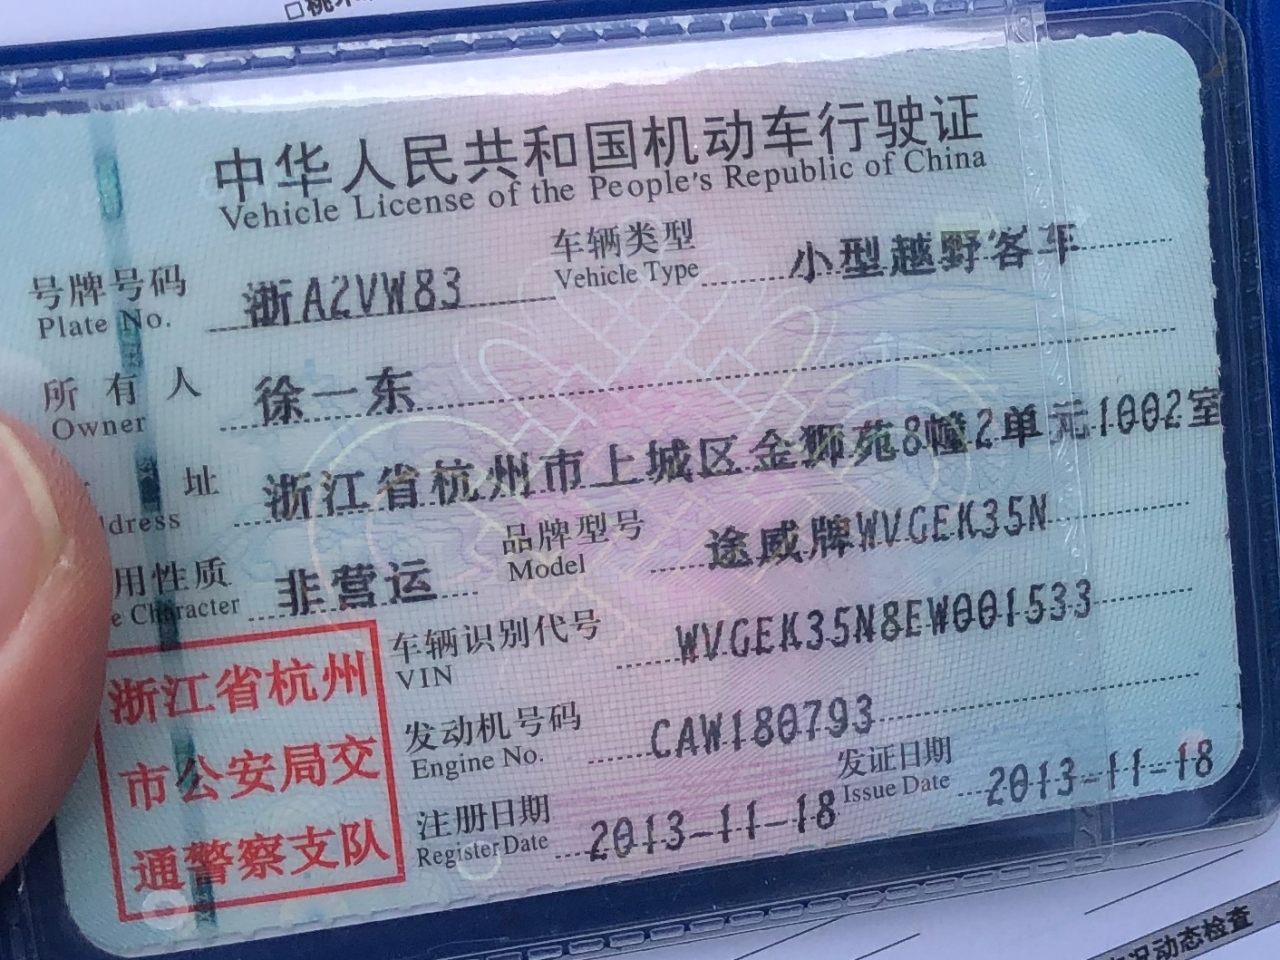 中华人民共和国机动车行驶证
Vehicle License of the People's Republic of China
号牌号码 浙A2VW83 车辆类型 小型越野客车
Plate No. Vehicle Type
所有人 徐一东
Owner
址 浙江省杭州市上城区金狮苑8幢2单元1002室
dress
用性质 非营运 品牌型号 途威牌WVGEK35N
e Character Model
车辆识别代号 WVGEK35N8EW001533
VIN
发动机号码 CAW180793
Engine No.
注册日期 2013-11-18 发证日期 2013-11-18
Register Date Issue Date
浙江省杭州
市公安局交
通警察支队
况动态检查